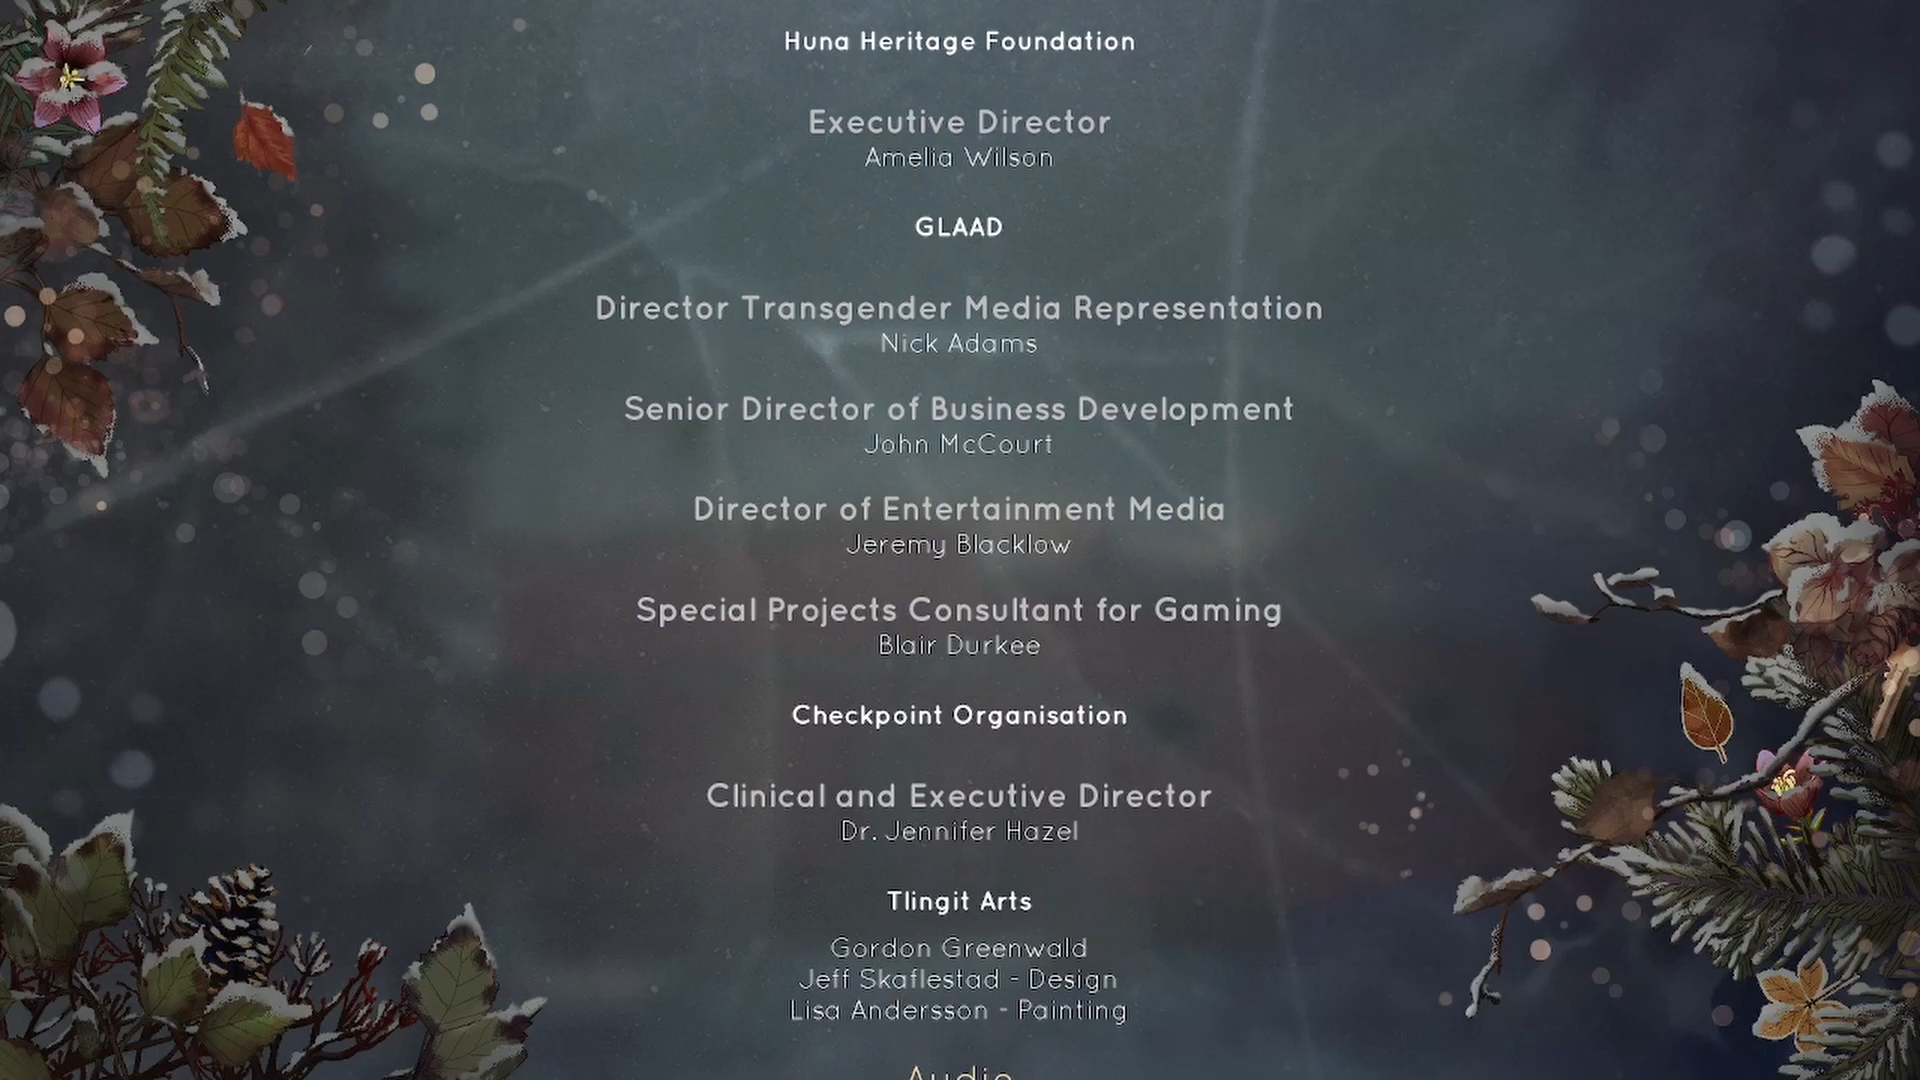 Huna Heritage Foundation
Executive Director
Amelia Wilson
GLAAD
Director Transgender Media Representation
Nick Adams
Senior Director of Business Development
John McCourt
Director of Entertainment Media
Jeremy Blacklow
Special Projects Consultant for Gaming
Blair Durkee
Checkpoint Organisation
Clinical and Executive Director
Dr. Jennifer Hazel
Tlingit Arts
Gordon Greenwald
Jeff Skaflestad - Design
Lisa Andersson - Painting
Audio